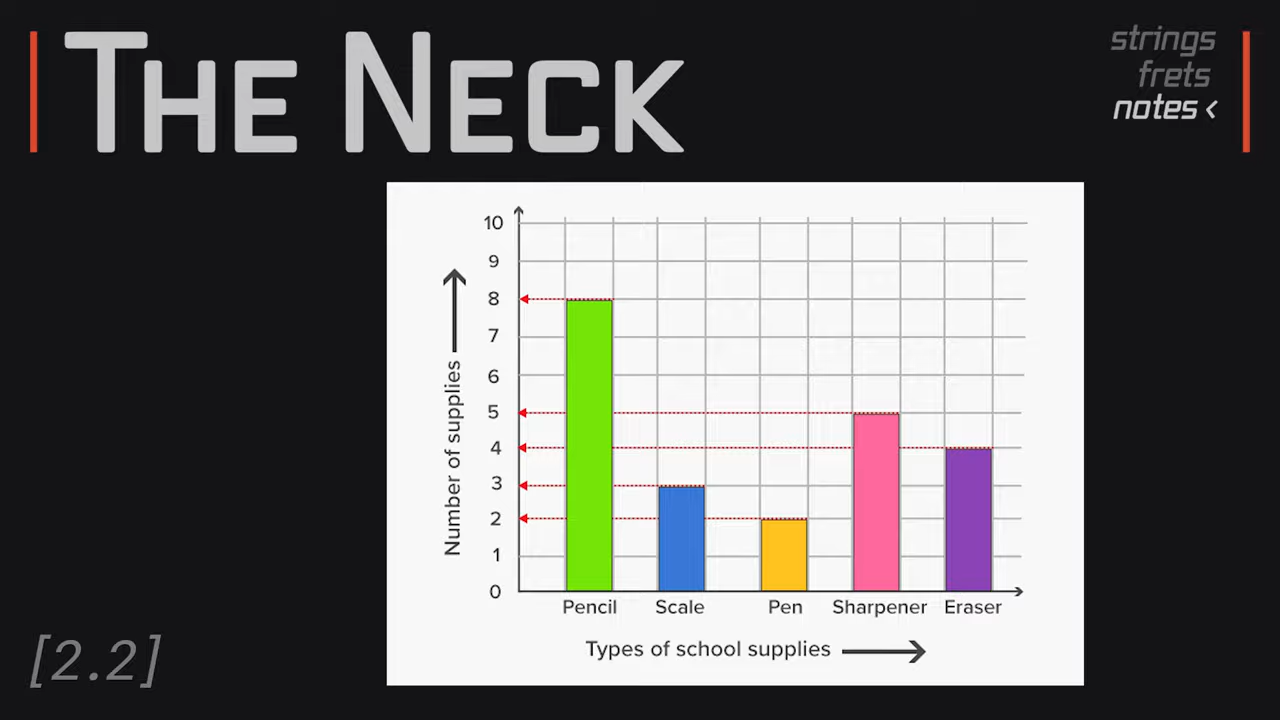 THE NECK
strings
frets
notes <
10
9
8
7
6
5
4
3
2
1
0
Number of supplies
Pencil Scale Pen Sharpener Eraser
Types of school supplies
[2.2]